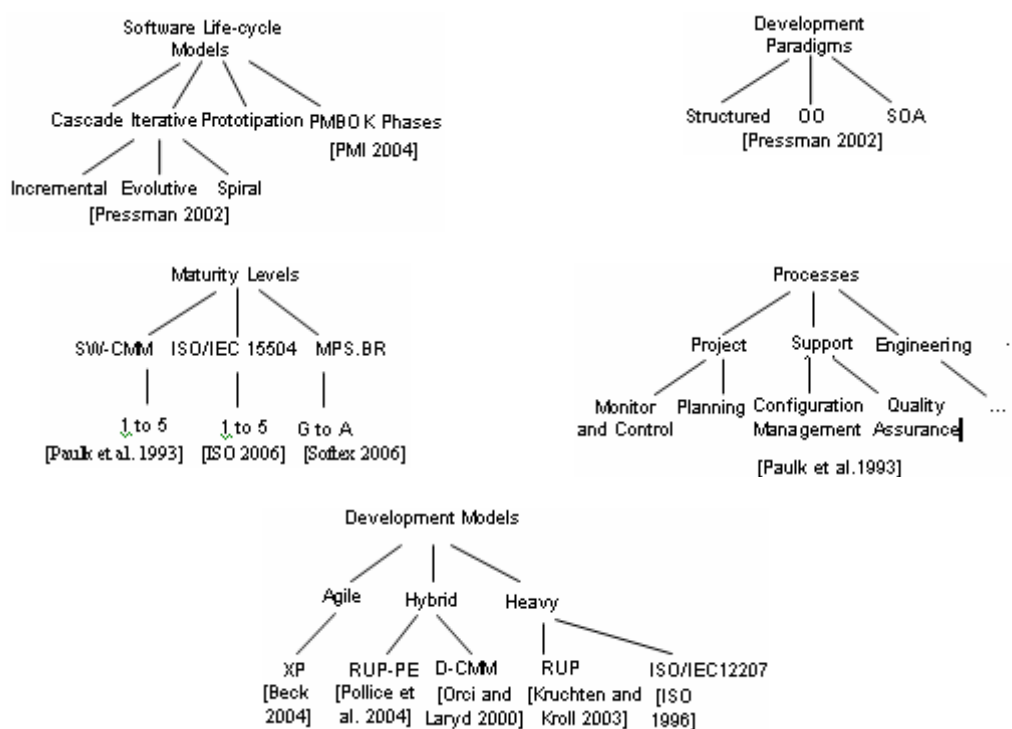 Software Life-cycle
Models
Cascade Iterative Prototipation PMBOK Phases
[PMI 2004]
Incremental Evolutive Spiral
[Pressman 2002]
Development
Paradigms
Structured OO SOA
[Pressman 2002]
Maturity Levels
SW-CMM ISO/IEC 15504 MPS.BR
1 to 5 1 to 5 G to A
[Paulk et al. 1993] [ISO 2006] [Softex 2006]
Processes
Project Support Engineering .
Monitor Planning Configuration Quality ...
and Control Management Assurance
[Paulk et al.1993]
Development Models
Agile Hybrid Heavy
XP RUP-PE D-CMM RUP ISO/IEC12207
[Beck [Pollice et [Orci and [Kruchten and [ISO
2004] al. 2004] Laryd 2000] Kroll 2003] 1996]